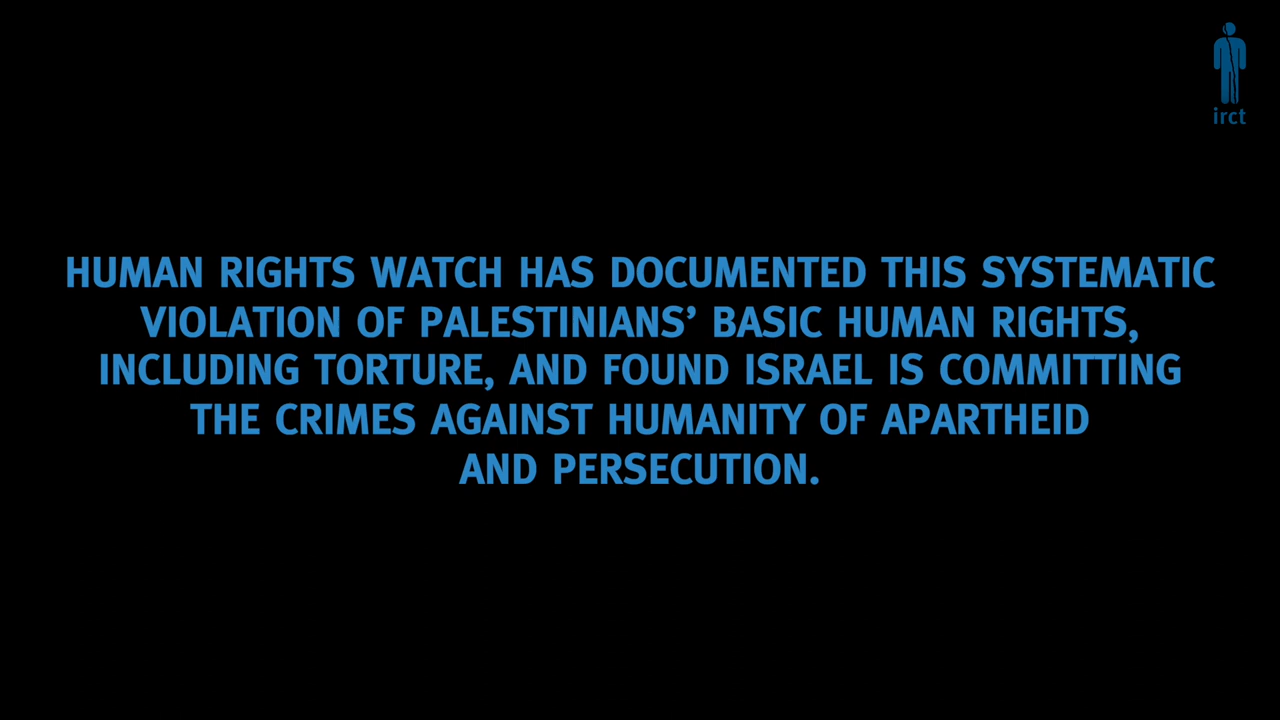 irct
HUMAN RIGHTS WATCH HAS DOCUMENTED THIS SYSTEMATIC
VIOLATION OF PALESTINIANS’ BASIC HUMAN RIGHTS,
INCLUDING TORTURE, AND FOUND ISRAEL IS COMMITTING
THE CRIMES AGAINST HUMANITY OF APARTHEID
AND PERSECUTION.